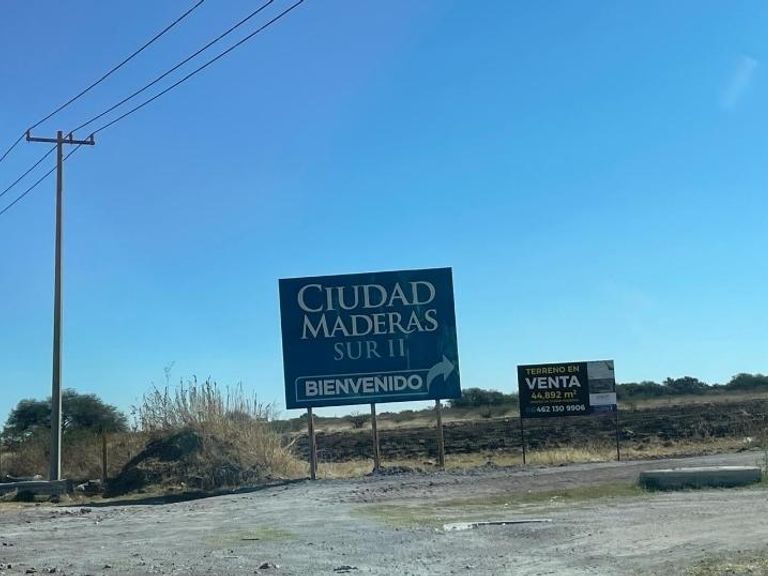 CIUDAD
MADERAS
SUR II
BIENVENIDO
TERRENO EN
VENTA
44,892 m²
462 130 9906